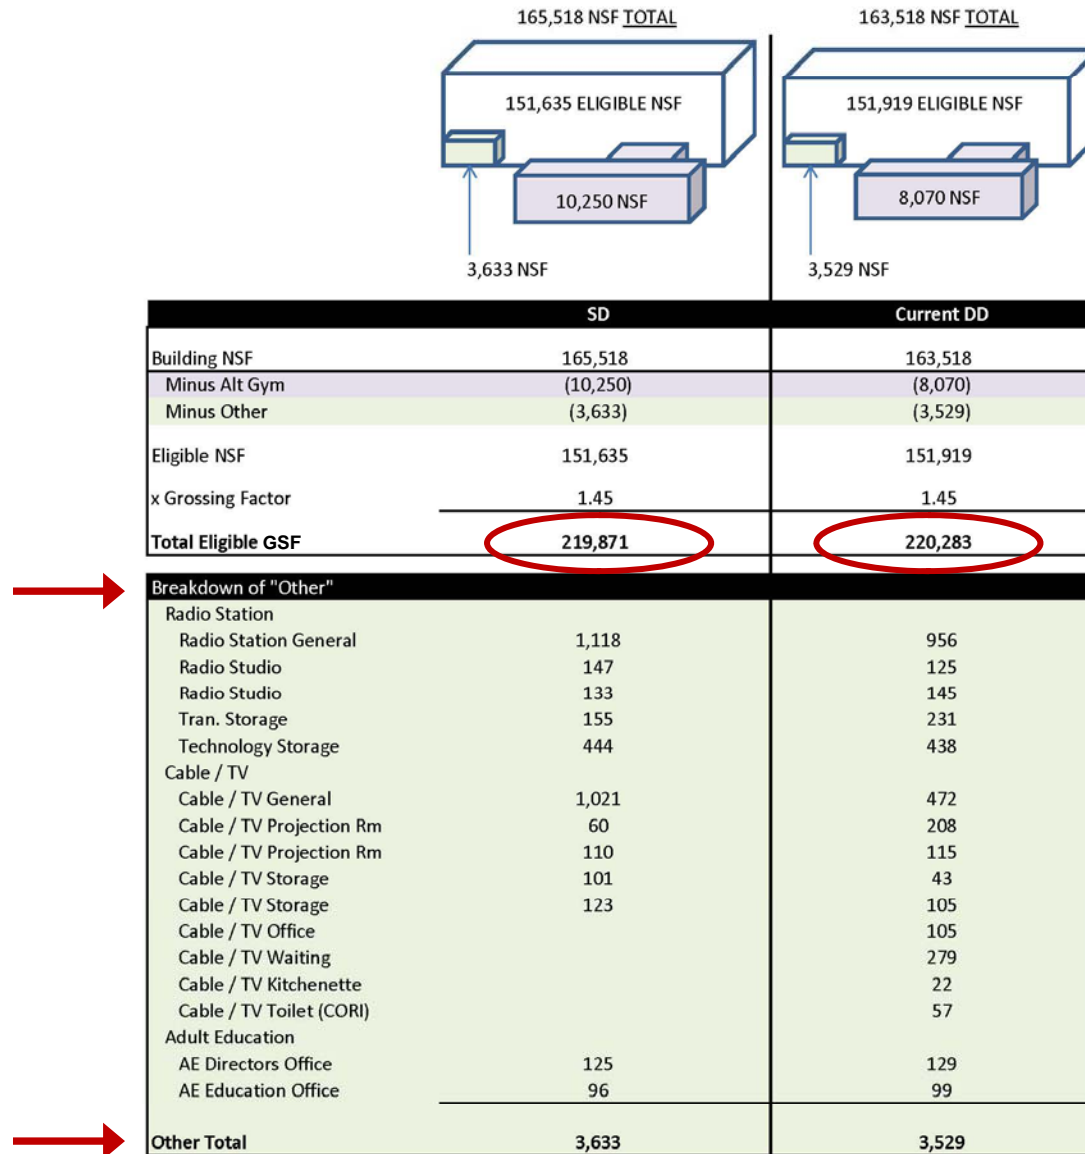 165,518 NSF TOTAL 163,518 NSF TOTAL
151,635 ELIGIBLE NSF 151,919 ELIGIBLE NSF
10,250 NSF 8,070 NSF
3,633 NSF 3,529 NSF
SD Current DD
Building NSF 165,518 163,518
Minus Alt Gym (10,250) (8,070)
Minus Other (3,633) (3,529)
Eligible NSF 151,635 151,919
x Grossing Factor 1.45 1.45
Total Eligible GSF 219,871 220,283
Breakdown of "Other"
Radio Station
Radio Station General 1,118 956
Radio Studio 147 125
Radio Studio 133 145
Tran. Storage 155 231
Technology Storage 444 438
Cable / TV
Cable / TV General 1,021 472
Cable / TV Projection Rm 60 208
Cable / TV Projection Rm 110 115
Cable / TV Storage 101 43
Cable / TV Storage 123 105
Cable / TV Office 105
Cable / TV Waiting 279
Cable / TV Kitchenette 22
Cable / TV Toilet (CORI) 57
Adult Education
AE Directors Office 125 129
AE Education Office 96 99
Other Total 3,633 3,529